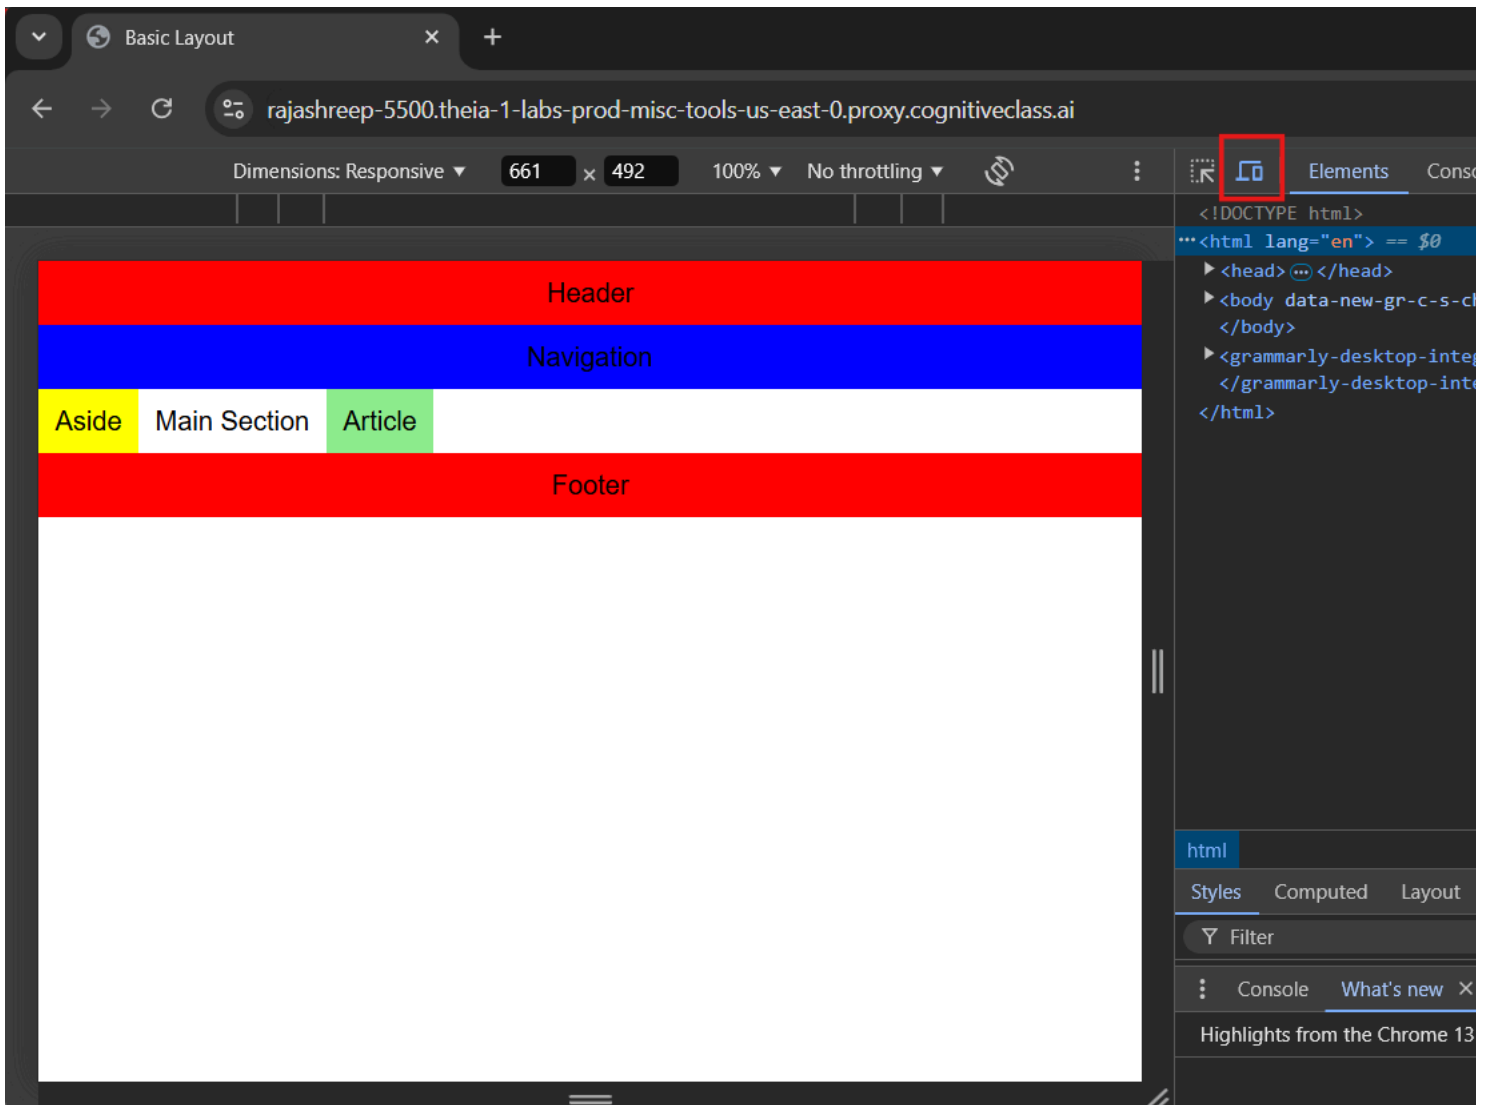 Basic Layout
rajashreep-5500.theia-1-labs-prod-misc-tools-us-east-0.proxy.cognitiveclass.ai
Dimensions: Responsive 661 × 492 100% No throttling
Elements
<!DOCTYPE html>
<html lang="en"> == $0
<head> </head>
<body data-new-gr-c-s-
</body>
<grammarly-desktop-
</grammarly-desktop-
</html>
Header
Navigation
Aside Main Section Article
Footer
html
Styles Computed Layout
Filter
Console What's new
Highlights from the Chrome 13